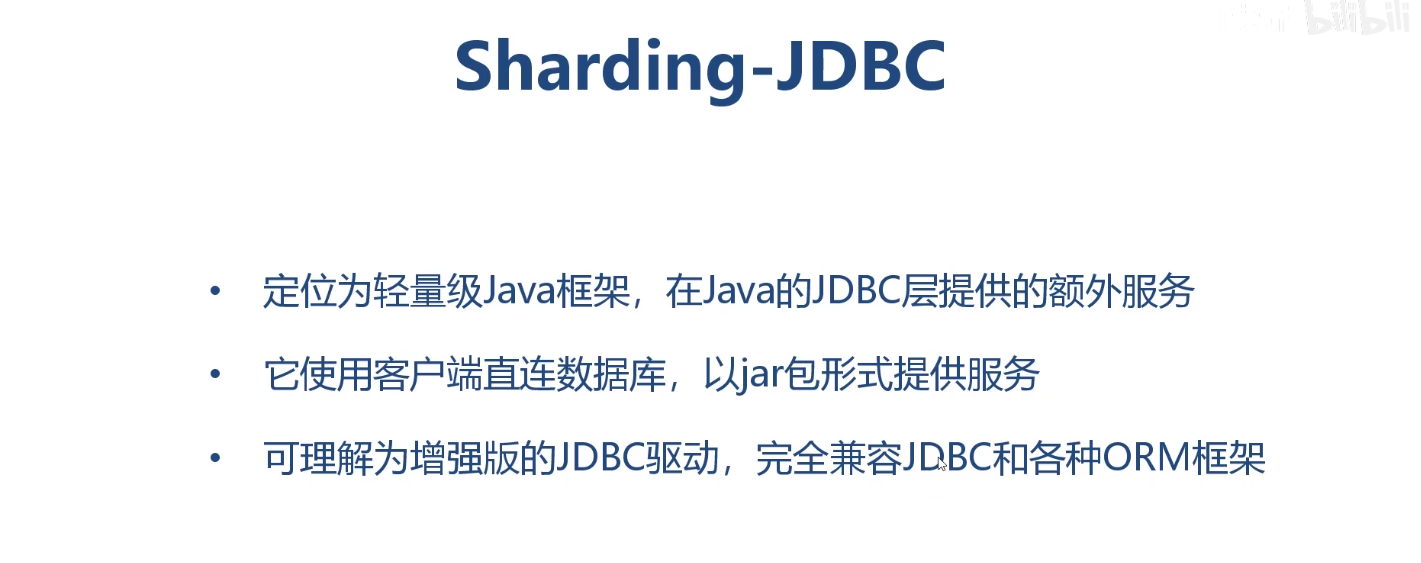 bilibili
Sharding-JDBC
• 定位为轻量级Java框架，在Java的JDBC层提供的额外服务
• 它使用客户端直连数据库，以jar包形式提供服务
• 可理解为增强版的JDBC驱动，完全兼容JDBC和各种ORM框架